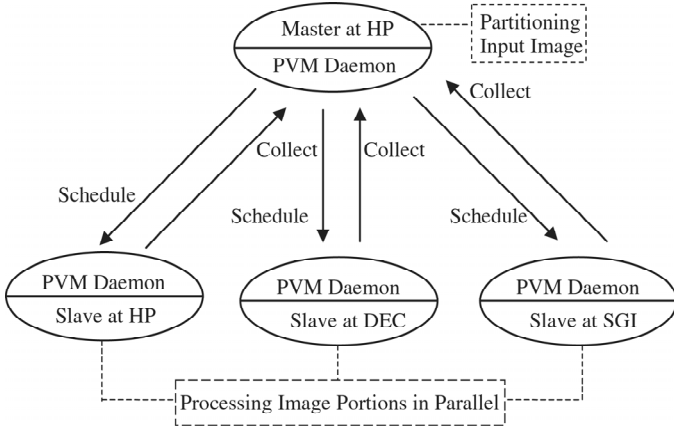 Master at HP
PVM Daemon
Partitioning
Input Image
Collect
Collect
Collect
Schedule
Schedule
Schedule
PVM Daemon
Slave at HP
PVM Daemon
Slave at DEC
PVM Daemon
Slave at SGI
Processing Image Portions in Parallel